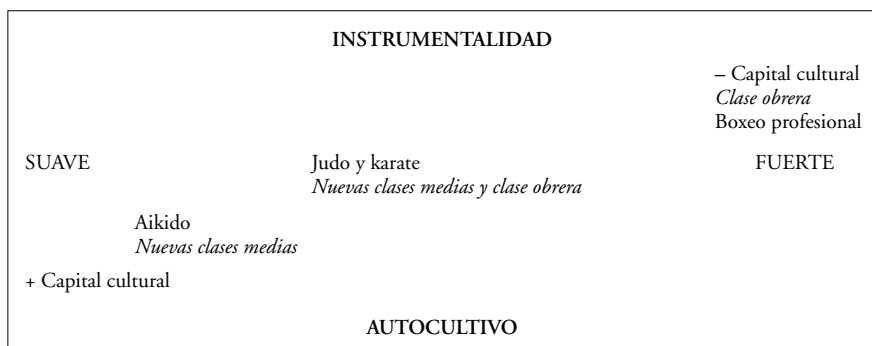 INSTRUMENTALIDAD
– Capital cultural
Clase obrera
Boxeo profesional
SUAVE
Judo y karate
FUERTE
Nuevas clases medias y clase obrera
Aikido
Nuevas clases medias
+ Capital cultural
AUTOCULTIVO